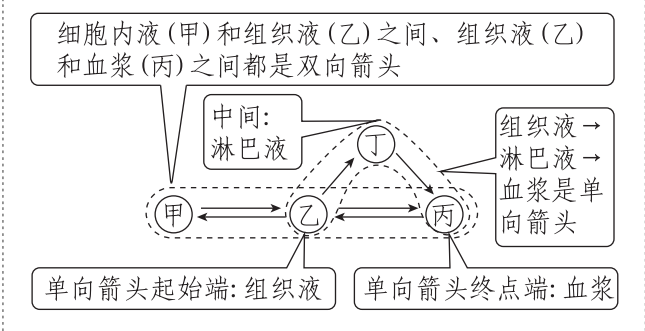 细胞内液(甲)和组织液(乙)之间、组织液(乙)
和血浆(丙)之间都是双向箭头
中间:
淋巴液
丁
组织液→
淋巴液→
血浆是单
向箭头
甲
乙
丙
单向箭头起始端:组织液
单向箭头终点端:血浆